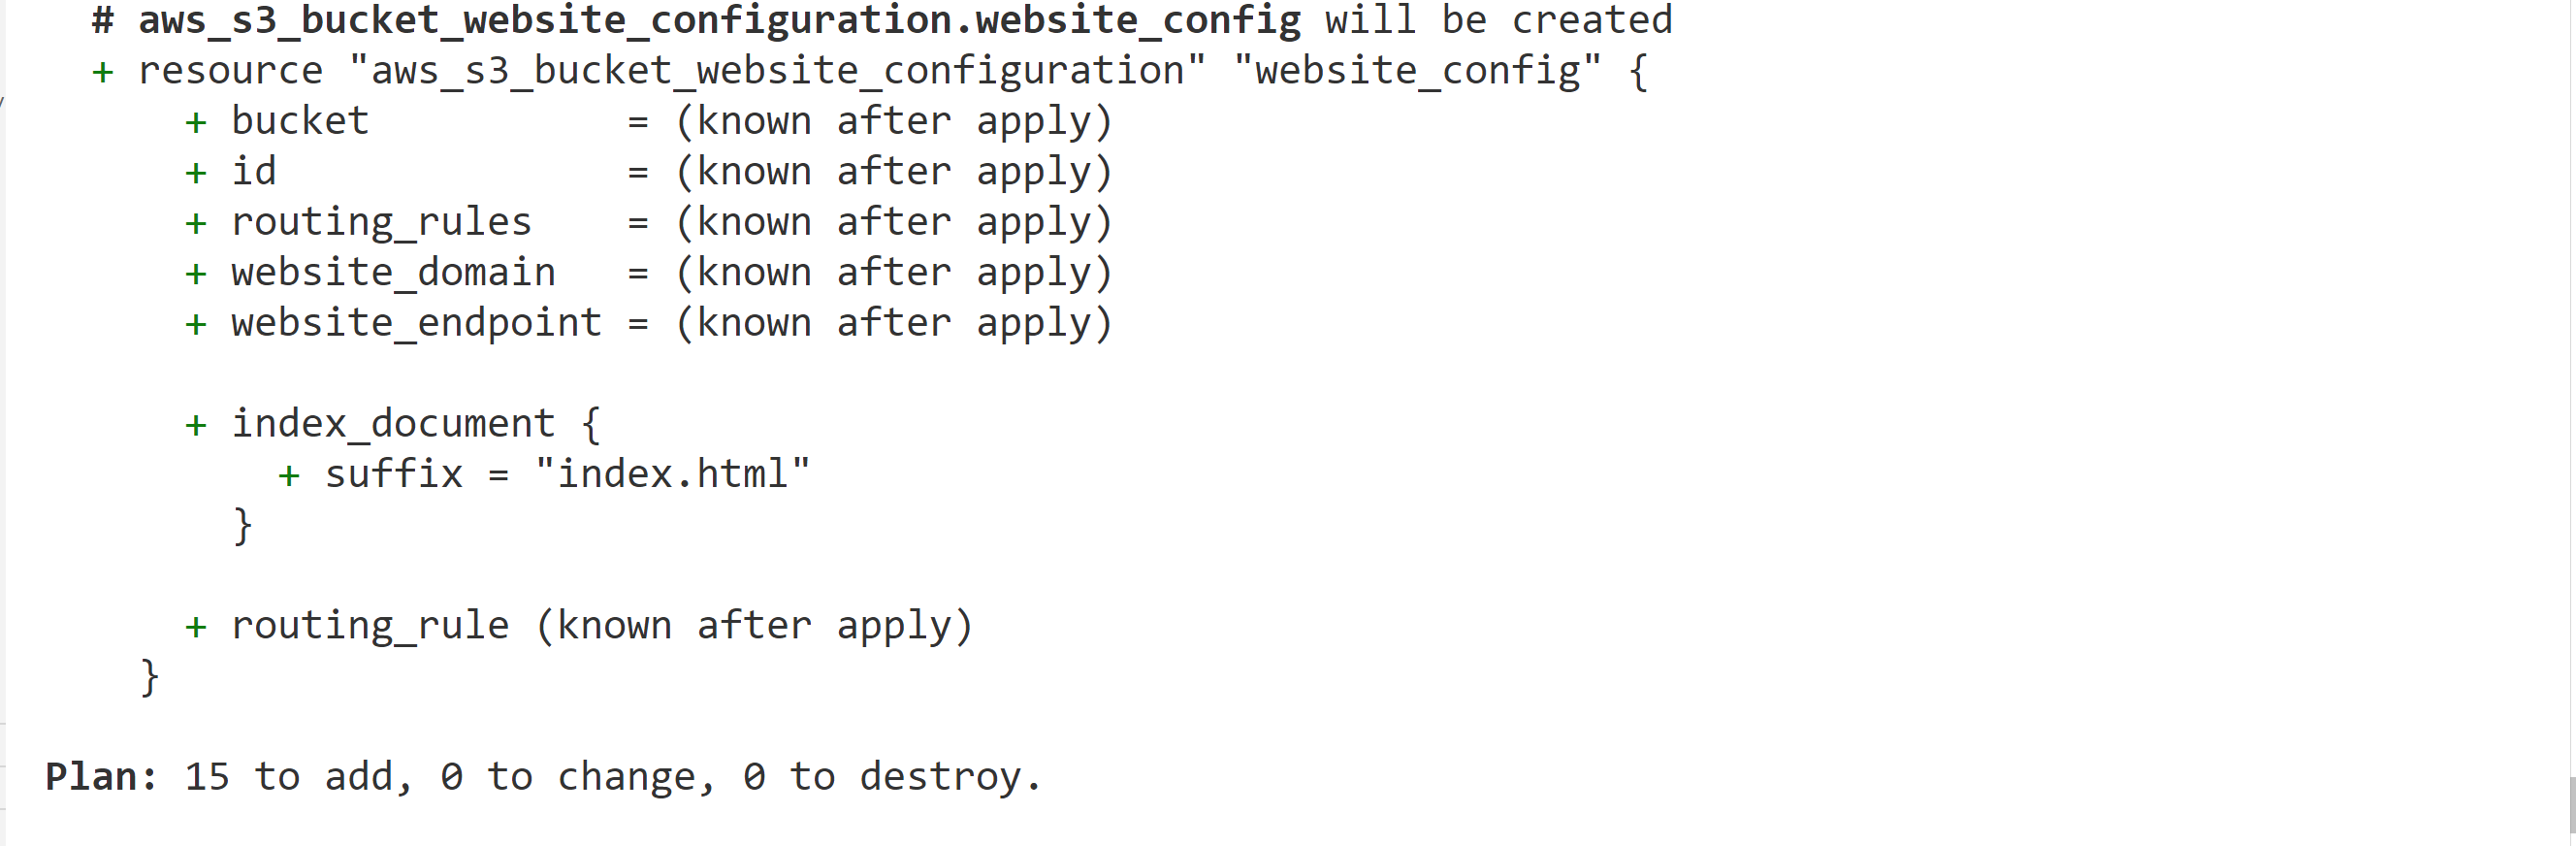 # aws_s3_bucket_website_configuration.website_config will be created
+ resource "aws_s3_bucket_website_configuration" "website_config" {
+ bucket = (known after apply)
+ id = (known after apply)
+ routing_rules = (known after apply)
+ website_domain = (known after apply)
+ website_endpoint = (known after apply)
+ index_document {
+ suffix = "index.html"
}
+ routing_rule (known after apply)
}
Plan: 15 to add, 0 to change, 0 to destroy.